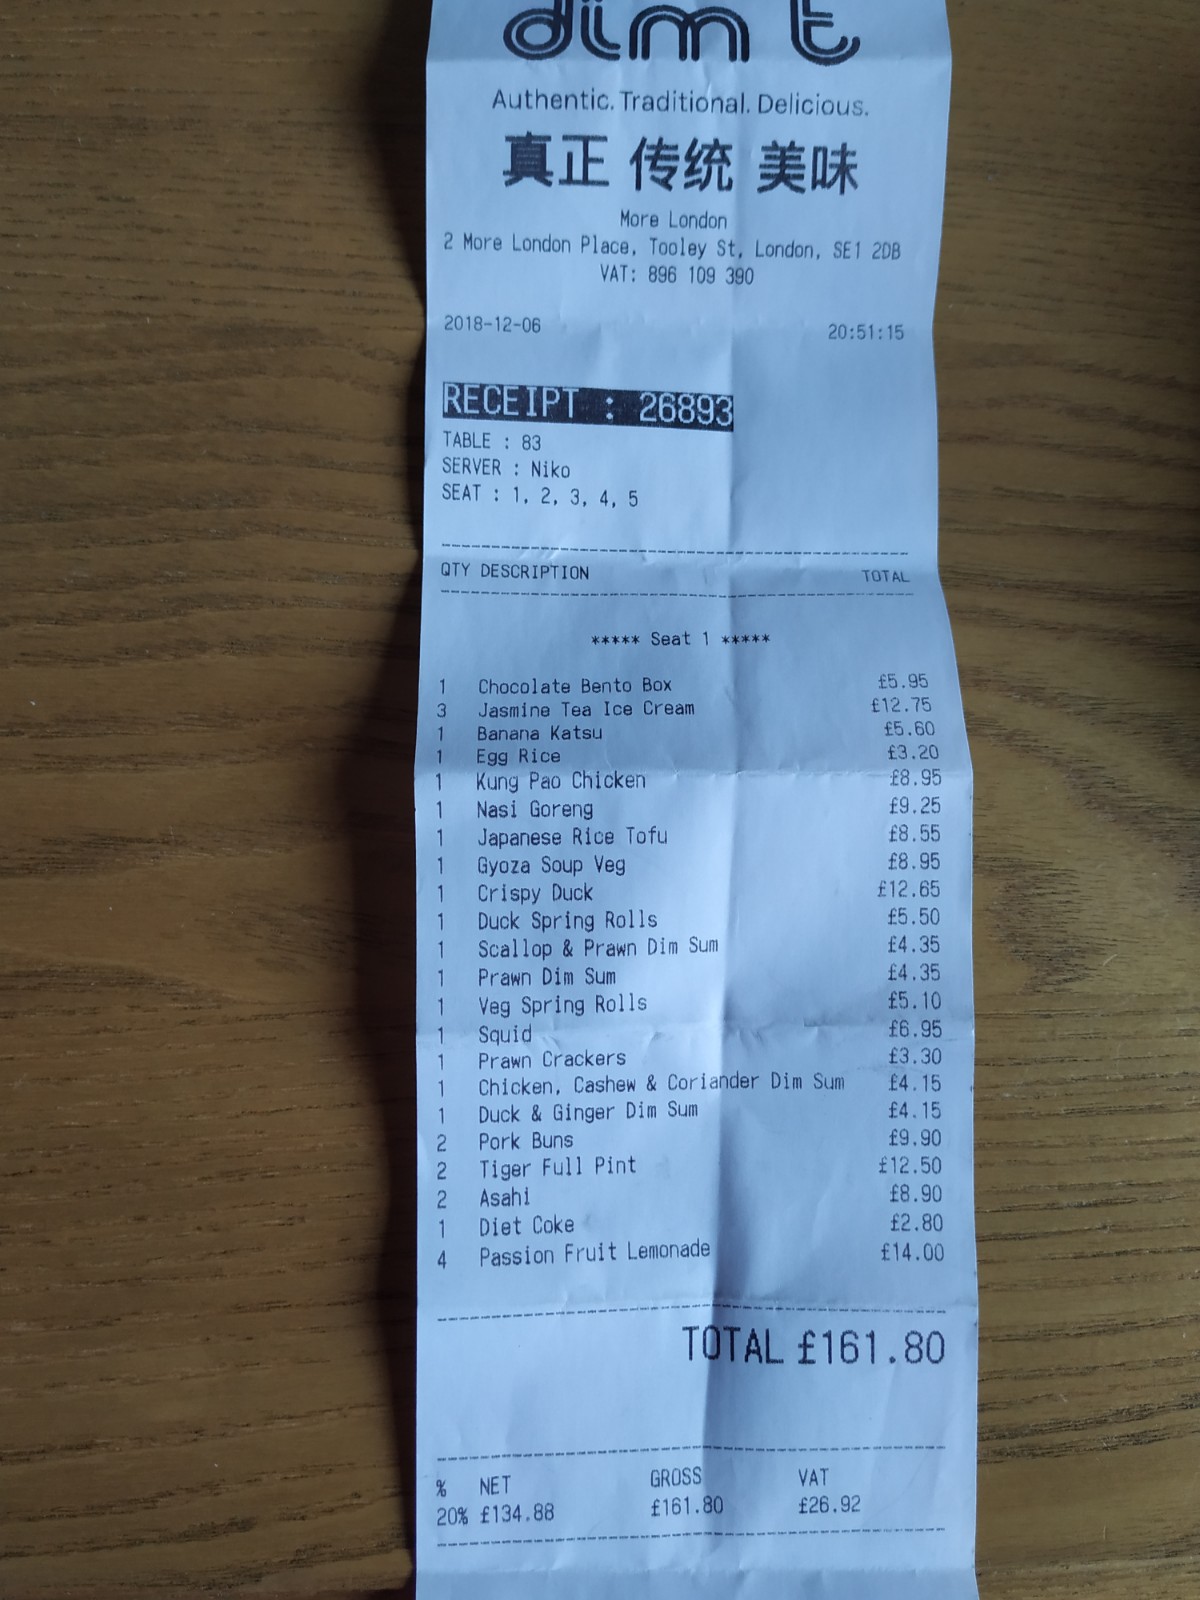 dim t
Authentic. Traditional. Delicious.
真正 传统 美味
More London
2 More London Place, Tooley St, London, SE1 2DB
VAT: 896 109 390
2018-12-06 20:51:15
RECEIPT : 26893
TABLE : 83
SERVER : Niko
SEAT : 1, 2, 3, 4, 5
QTY DESCRIPTION TOTAL
***** Seat 1 *****
1 Chocolate Bento Box £5.95
3 Jasmine Tea Ice Cream £12.75
1 Banana Katsu £5.60
1 Egg Rice £3.20
1 Kung Pao Chicken £8.95
1 Nasi Goreng £9.25
1 Japanese Rice Tofu £8.55
1 Gyoza Soup Veg £8.95
1 Crispy Duck £12.65
1 Duck Spring Rolls £5.50
1 Scallop & Prawn Dim Sum £4.35
1 Prawn Dim Sum £4.35
1 Veg Spring Rolls £5.10
1 Squid £6.95
1 Prawn Crackers £3.30
1 Chicken, Cashew & Coriander Dim Sum £4.15
1 Duck & Ginger Dim Sum £4.15
2 Pork Buns £9.90
2 Tiger Full Pint £12.50
2 Asahi £8.90
1 Diet Coke £2.80
4 Passion Fruit Lemonade £14.00
TOTAL £161.80
% NET GROSS VAT
20% £134.88 £161.80 £26.92